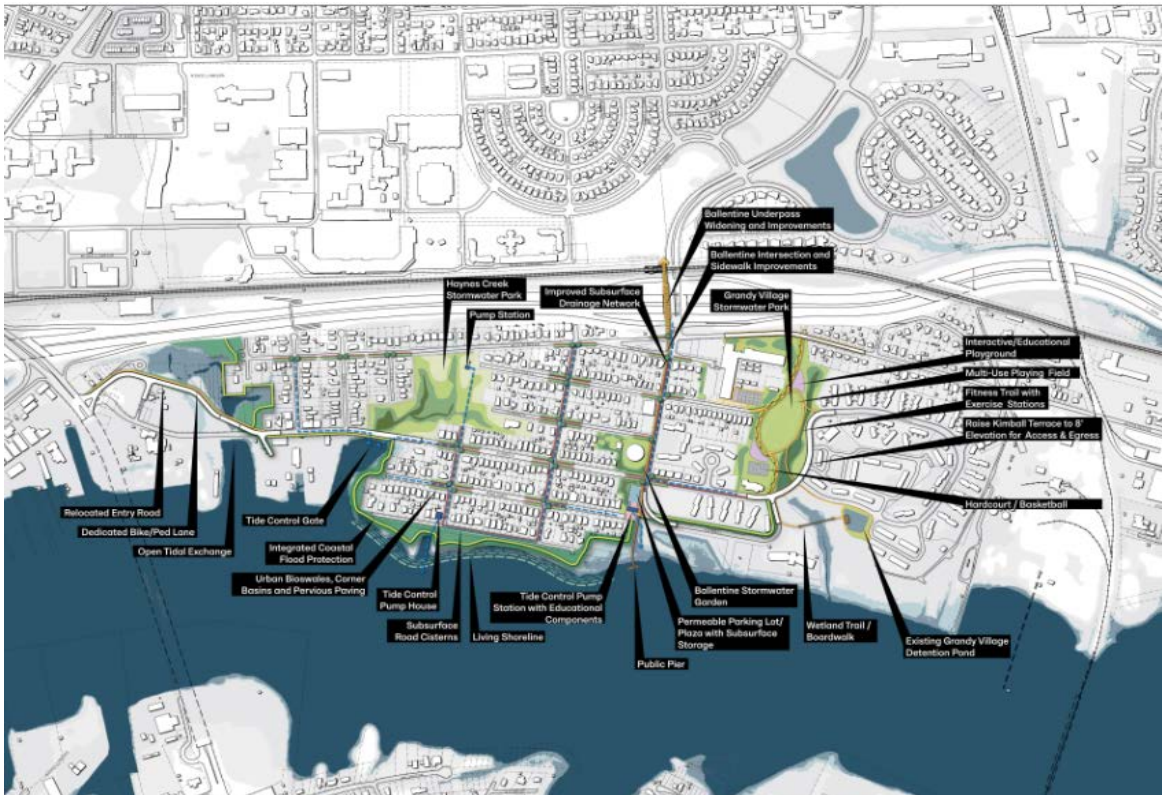 Ballentine Underpass
Widening and Improvements
Ballentine Intersection and
Sidewalk Improvements
Haynes Creek
Stormwater Park
Improved Subsurface
Drainage Network
Grandy Village
Stormwater Park
Pump Station
Interactive/Educational
Playground
Multi-Use Playing Field
Fitness Trail with
Exercise Stations
Raise Kimball Terrace to 8'
Elevation for Access & Egress
Hardcourt / Basketball
Relocated Entry Road
Dedicated Bike/Ped Lane
Open Tidal Exchange
Tide Control Gate
Integrated Coastal
Flood Protection
Urban Bioswales, Corner
Basins and Pervious Paving
Tide Control
Pump House
Subsurface
Road Cisterns
Living Shoreline
Tide Control Pump
Station with Educational
Components
Ballentine Stormwater
Garden
Permeable Parking Lot/
Plaza with Subsurface
Storage
Public Pier
Wetland Trail /
Boardwalk
Existing Grandy Village
Detention Pond